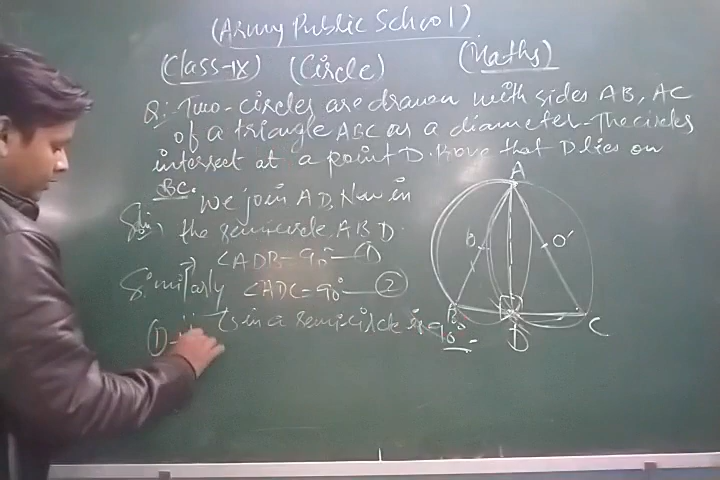 (Army Public School)
(Class-IX) (Circle) (Maths)
Q:- Two circles are drawn with sides AB, AC
of a triangle ABC as a diameter. The circles
intersect at a point D. Prove that D lies on
BC.
We join AD, Now in
the semicircle ABD
∠ADB = 90° — ①
Similarly ∠ADC = 90° — ②
in a semicircle is 90°.
①
A
O'
B
D
C